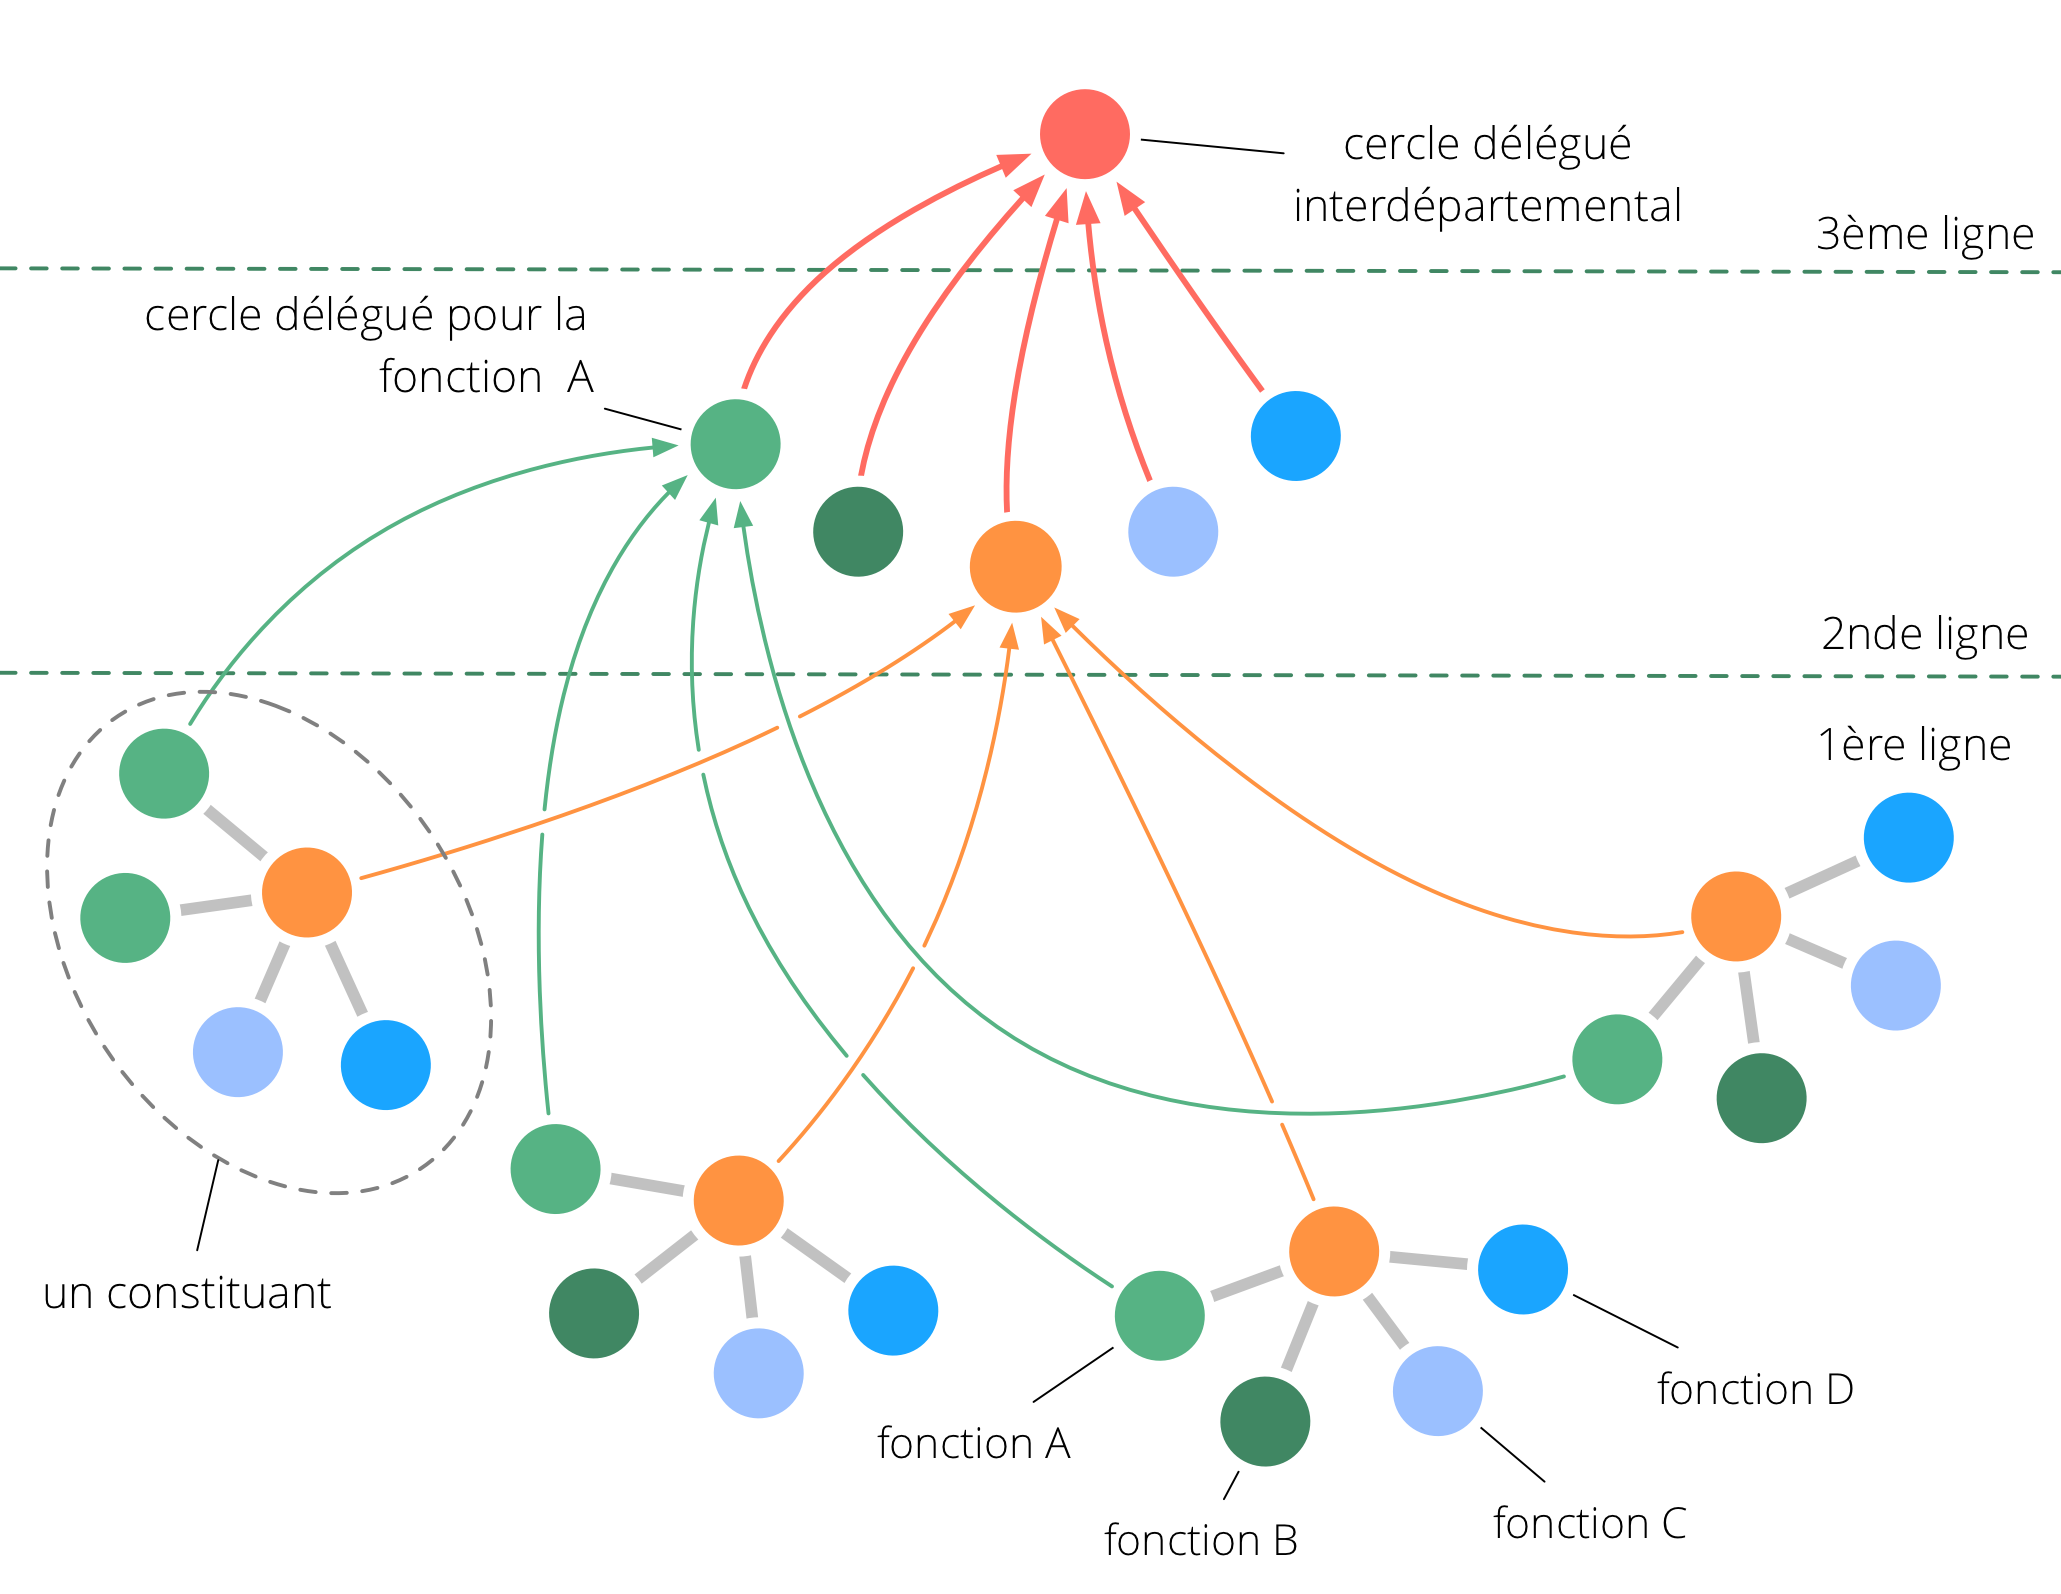 cercle délégué
interdépartemental
3ème ligne
cercle délégué pour la
fonction A
2nde ligne
1ère ligne
un constituant
fonction D
fonction A
fonction C
fonction B